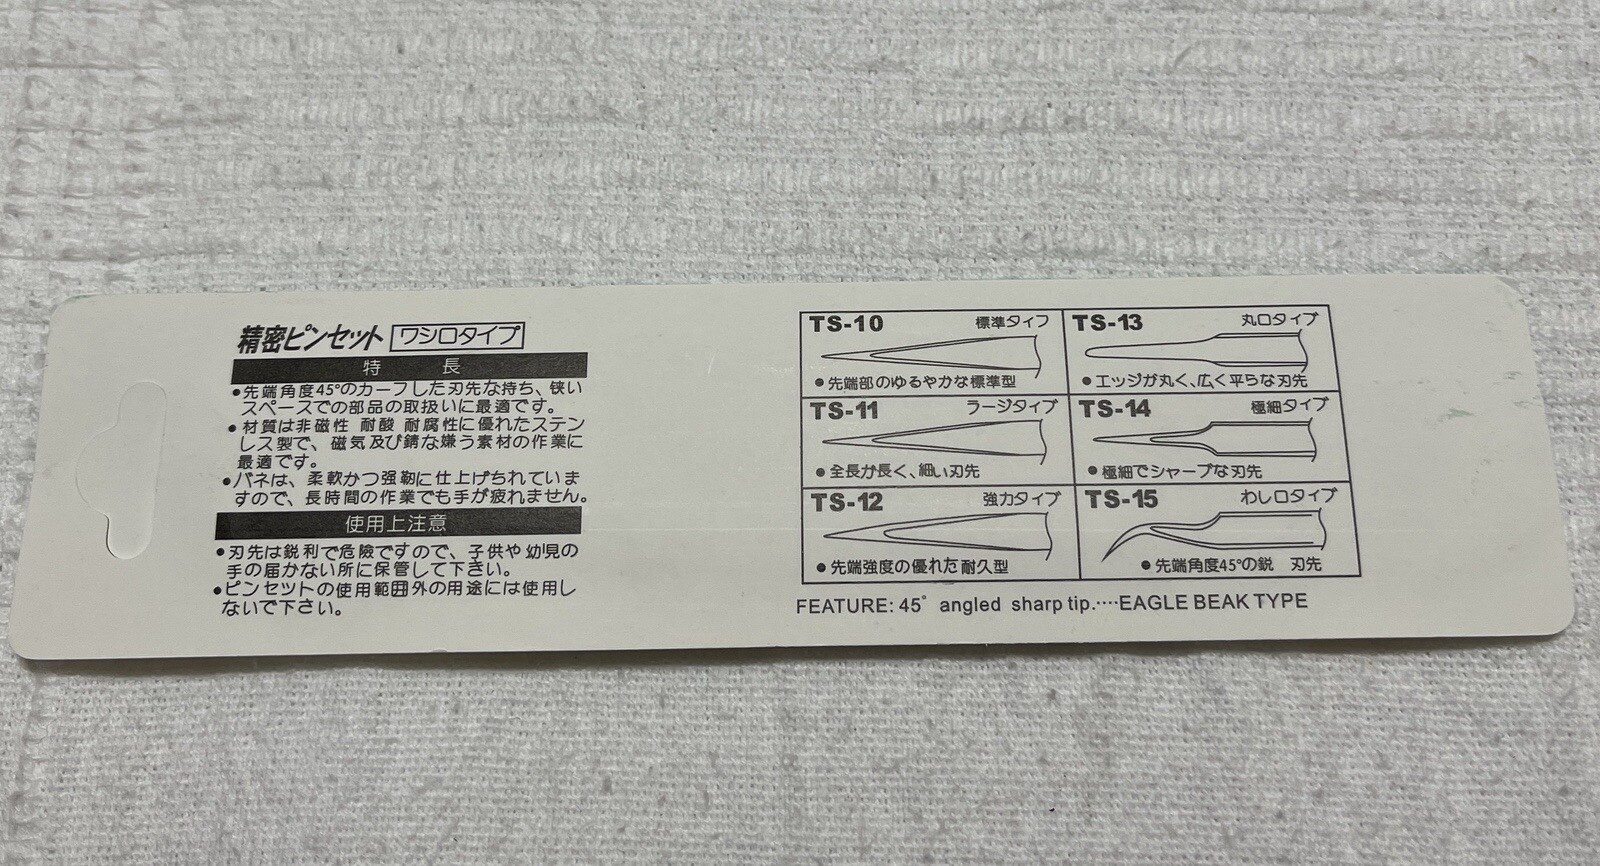 精密ピンセット ワシロタイプ
特 長
●先端角度45°のカーフした刃先な持ち、狭い
スペースでの部品の取扱いに最適です。
●材質は非磁性 耐酸 耐腐性に優れたステン
レス製で、磁気及び錆な嫌う素材の作業に
最適です。
●バネは、柔軟かつ强靭に仕上げちれていま
すので、長時間の作業でも手が疲れません。
使用上注意
●刃先は鋭利で危險ですので、子供や幼見の
手の届かない所に保管して下さい。
●ピンセットの使用範囲外の用途には使用し
ないで下さい。
TS-10 標準タイフ
●先端部のゆるやかな標準型
TS-11 ラージタイプ
●全長が長く、細い刃先
TS-12 強力タイプ
●先端強度の優れた耐久型
TS-13 丸口タイプ
●エッジが丸く、広く平らな刃先
TS-14 極細タイプ
●極細でシャープな刃先
TS-15 わし口タイプ
●先端角度45°の鋭 刃先
FEATURE: 45° angled sharp tip.····EAGLE BEAK TYPE